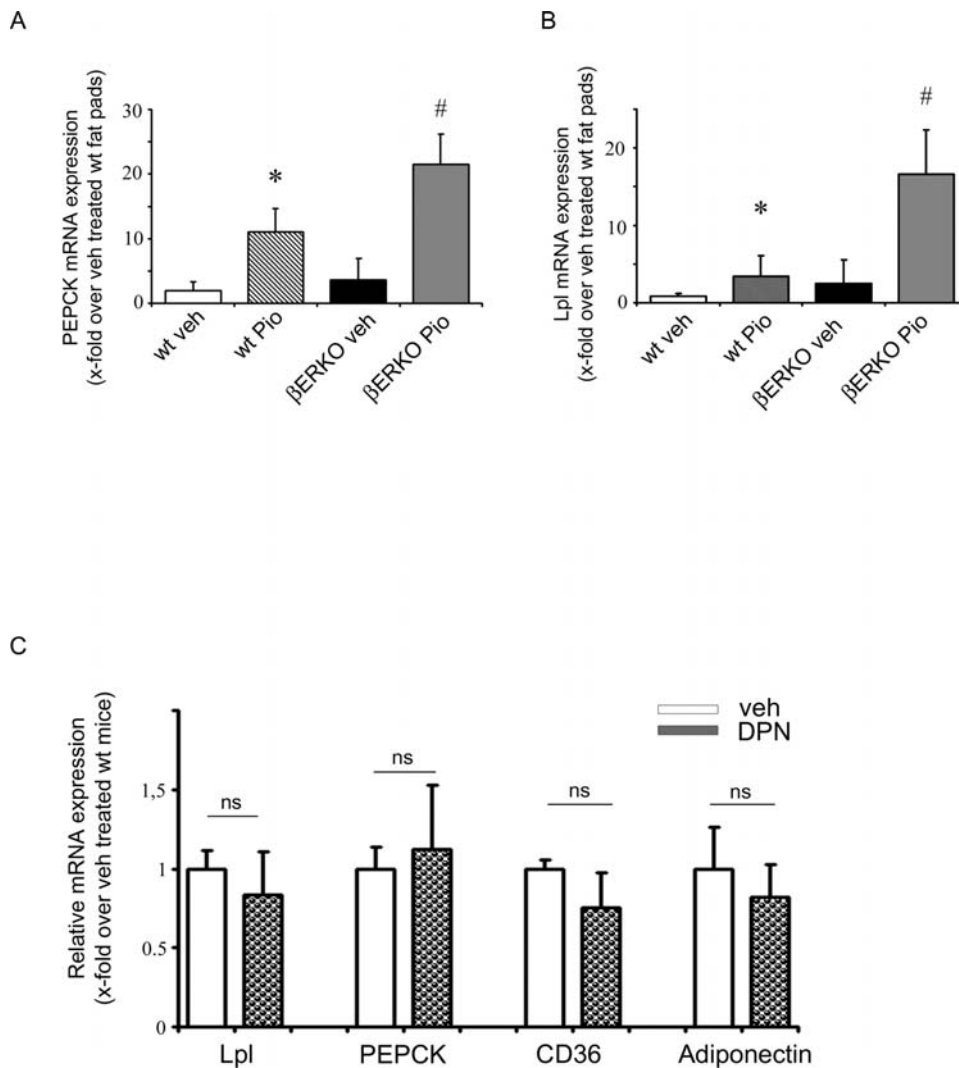 A
PEPCK mRNA expression
(x-fold over veh treated wt fat pads)
30
20
10
0
*
#
wt veh
wt Pio
βERKO veh
βERKO Pio
B
Lpl mRNA expression
(x-fold over veh treated wt fat pads)
20
10
0
*
#
wt veh
wt Pio
βERKO veh
βERKO Pio
C
Relative mRNA expression
(x-fold over veh treated wt mice)
1,5
1
0.5
0
veh
DPN
ns
ns
ns
ns
Lpl
PEPCK
CD36
Adiponectin